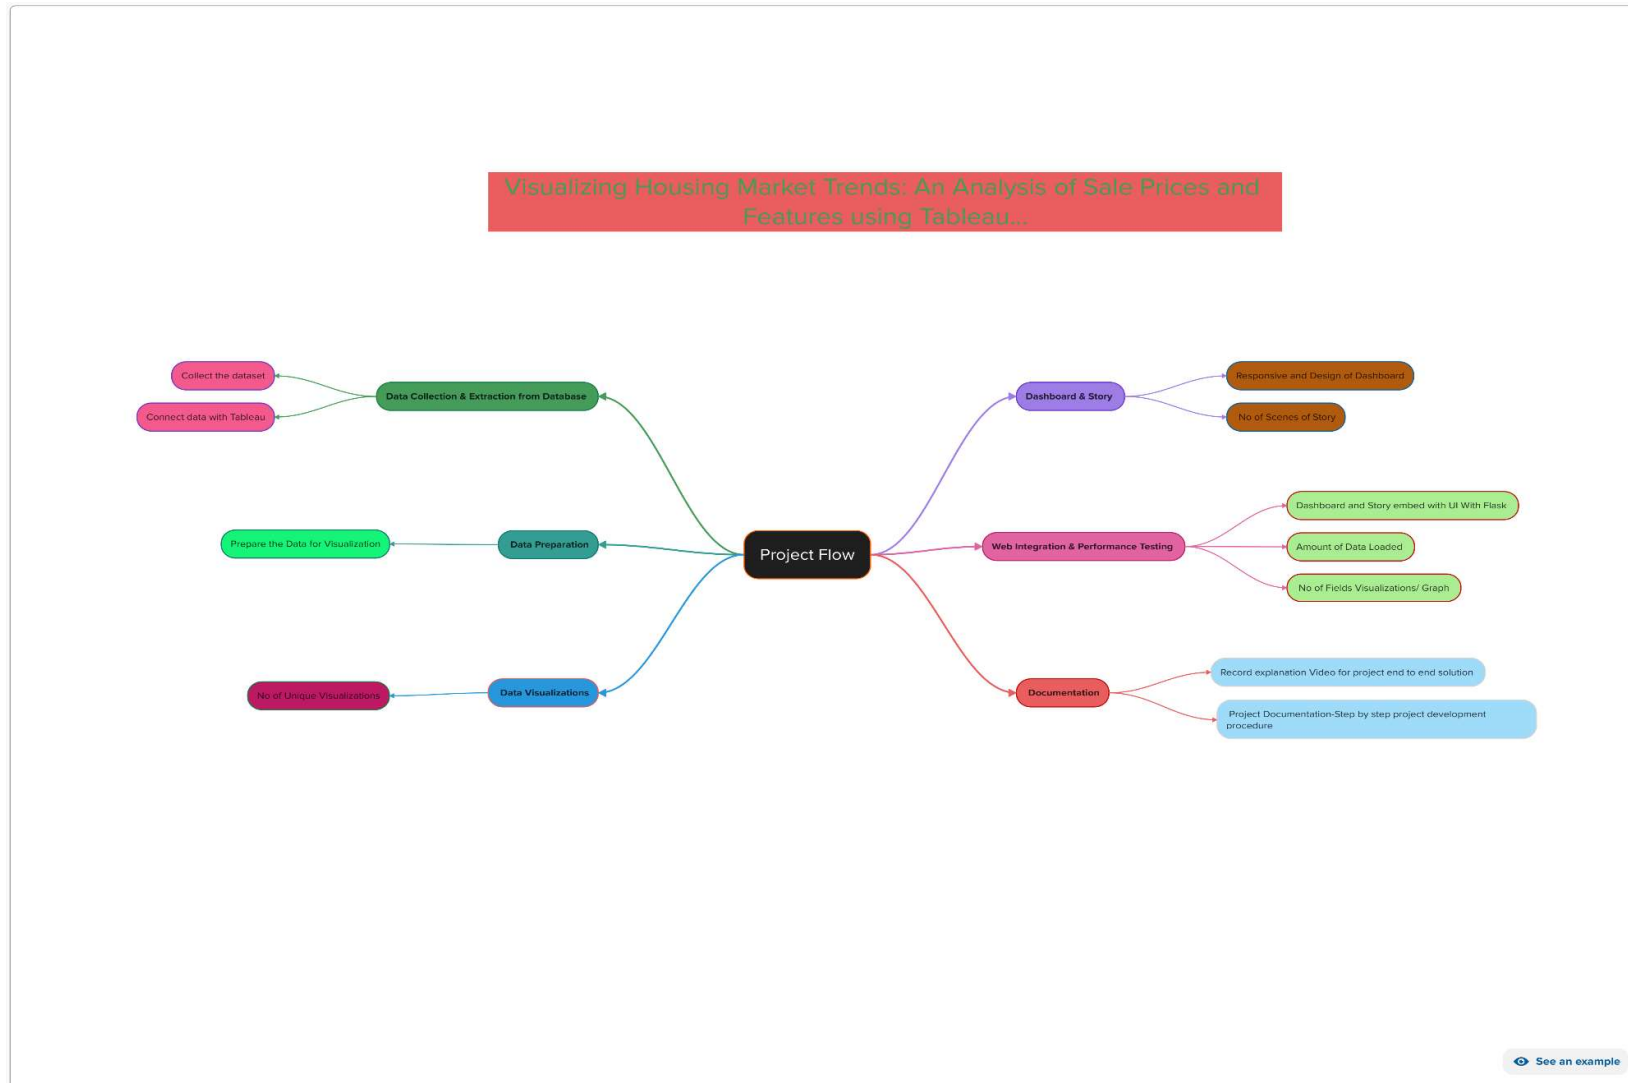 Visualizing Housing Market Trends: An Analysis of Sale Prices and
Features using Tableau...
Collect the dataset
Connect data with Tableau
Data Collection & Extraction from Database
Prepare the Data for Visualization
Data Preparation
No of Unique Visualizations
Data Visualizations
Project Flow
Dashboard & Story
Responsive and Design of Dashboard
No of Scenes of Story
Web Integration & Performance Testing
Dashboard and Story embed with UI With Flask
Amount of Data Loaded
No of Fields Visualizations/ Graph
Documentation
Record explanation Video for project end to end solution
Project Documentation-Step by step project development
procedure
See an example